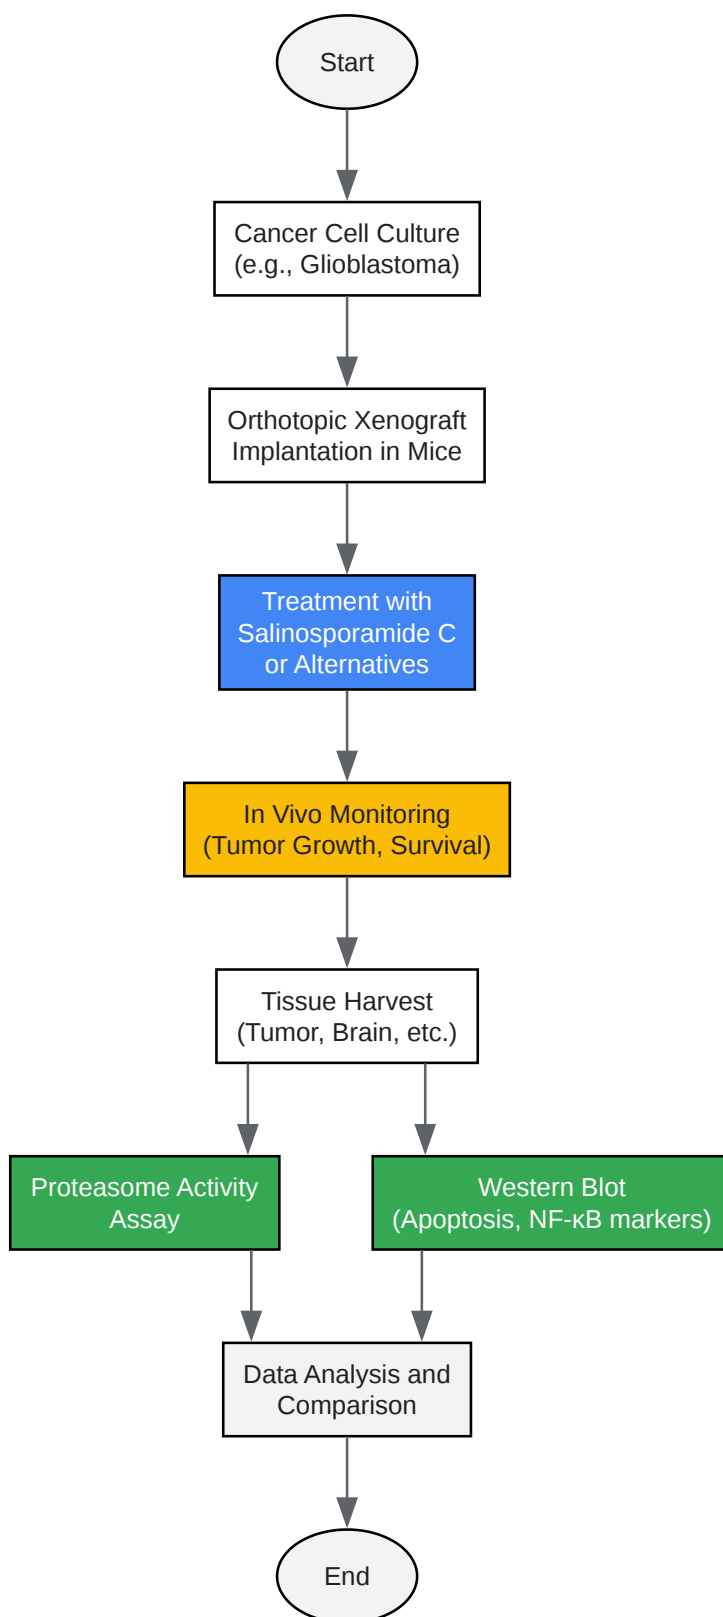 Start
Cancer Cell Culture
(e.g., Glioblastoma)
Orthotopic Xenograft
Implantation in Mice
Treatment with
Salinosporamide C
or Alternatives
In Vivo Monitoring
(Tumor Growth, Survival)
Tissue Harvest
(Tumor, Brain, etc.)
Proteasome Activity
Assay
Western Blot
(Apoptosis, NF-κB markers)
Data Analysis and
Comparison
End